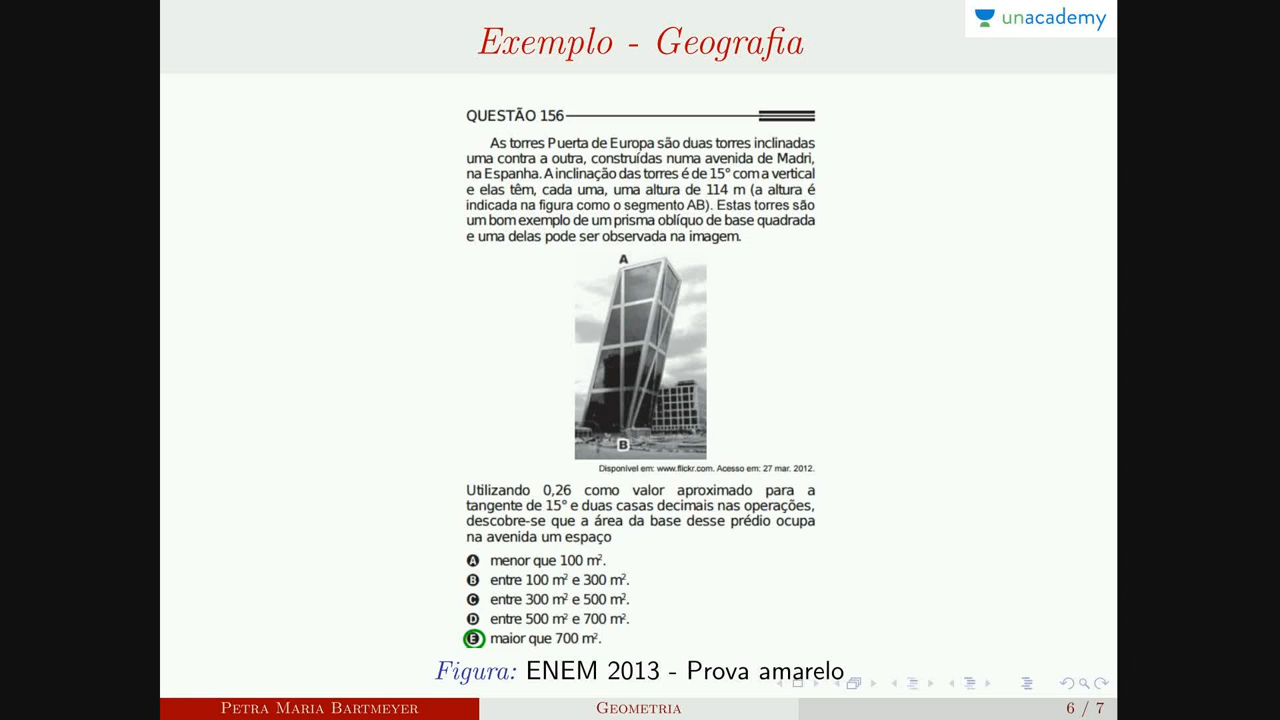 unacademy
Exemplo - Geografia
QUESTÃO 156
As torres Puerta de Europa são duas torres inclinadas
uma contra a outra, construídas numa avenida de Madri,
na Espanha. A inclinação das torres é de 15° com a vertical
e elas têm, cada uma, uma altura de 114 m (a altura é
indicada na figura como o segmento AB). Estas torres são
um bom exemplo de um prisma oblíquo de base quadrada
e uma delas pode ser observada na imagem.
A
B
Disponível em: www.flickr.com. Acesso em: 27 mar. 2012.
Utilizando 0,26 como valor aproximado para a
tangente de 15° e duas casas decimais nas operações,
descobre-se que a área da base desse prédio ocupa
na avenida um espaço
A menor que 100 m².
B entre 100 m² e 300 m².
C entre 300 m² e 500 m².
D entre 500 m² e 700 m².
E maior que 700 m².
Figura: ENEM 2013 - Prova amarelo
Petra Maria Bartmeyer
Geometria
6 / 7